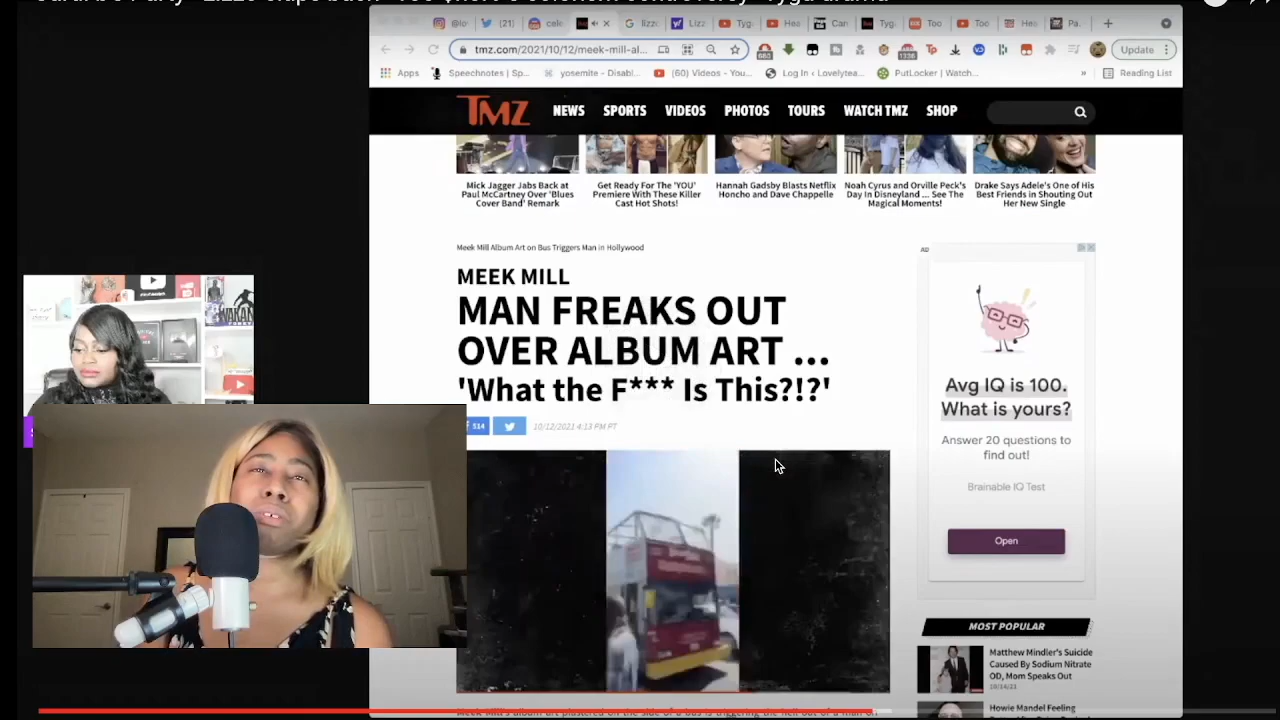 tmz.com/2021/10/12/meek-mill-al...
Update
Apps
Speechnotes | Sp...
yosemite - Disabl...
(60) Videos - You...
Log In ‹ Lovelytea...
PutLocker | Watch...
»
Reading List
TMZ
NEWS
SPORTS
VIDEOS
PHOTOS
TOURS
WATCH TMZ
SHOP
Mick Jagger Jabs Back at
Paul McCartney Over 'Blues
Cover Band' Remark
Get Ready For The 'YOU'
Premiere With These Killer
Cast Hot Shots!
Hannah Gadsby Blasts Netflix
Honcho and Dave Chappelle
Noah Cyrus and Orville Peck's
Day In Disneyland ... See The
Magical Moments!
Drake Says Adele's One of His
Best Friends in Shouting Out
Her New Single
Meek Mill Album Art on Bus Triggers Man in Hollywood
MEEK MILL
MAN FREAKS OUT
OVER ALBUM ART ...
'What the F*** Is This?!?'
514
10/12/2021 4:13 PM PT
AD
Avg IQ is 100.
What is yours?
Answer 20 questions to
find out!
Brainable IQ Test
Open
MOST POPULAR
Matthew Mindler's Suicide
Caused By Sodium Nitrate
OD, Mom Speaks Out
10/14/21
Howie Mandel Feeling